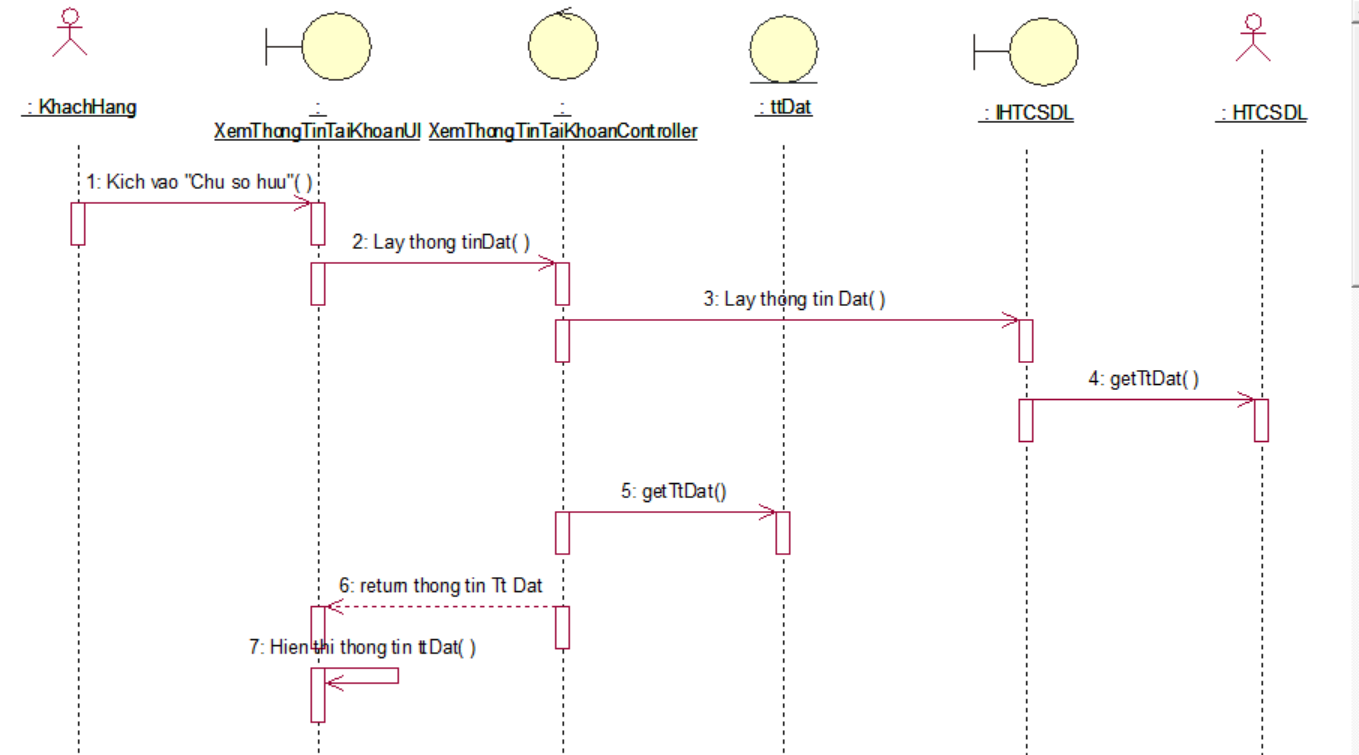 : KhachHang
:
XemThongTinTaiKhoanUI
:
XemThongTinTaiKhoanController
: ttDat
: IHTCSDL
: HTCSDL
1: Kich vao "Chu so huu"( )
2: Lay thong tinDat( )
3: Lay thong tin Dat( )
4: getTtDat( )
5: getTtDat()
6: return thong tin Tt Dat
7: Hien thi thong tin ttDat( )